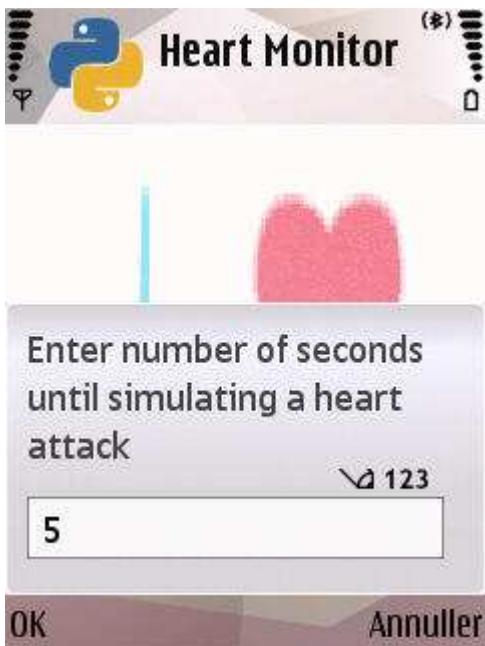 Heart Monitor
Enter number of seconds
until simulating a heart
attack
123
5
OK Annuller